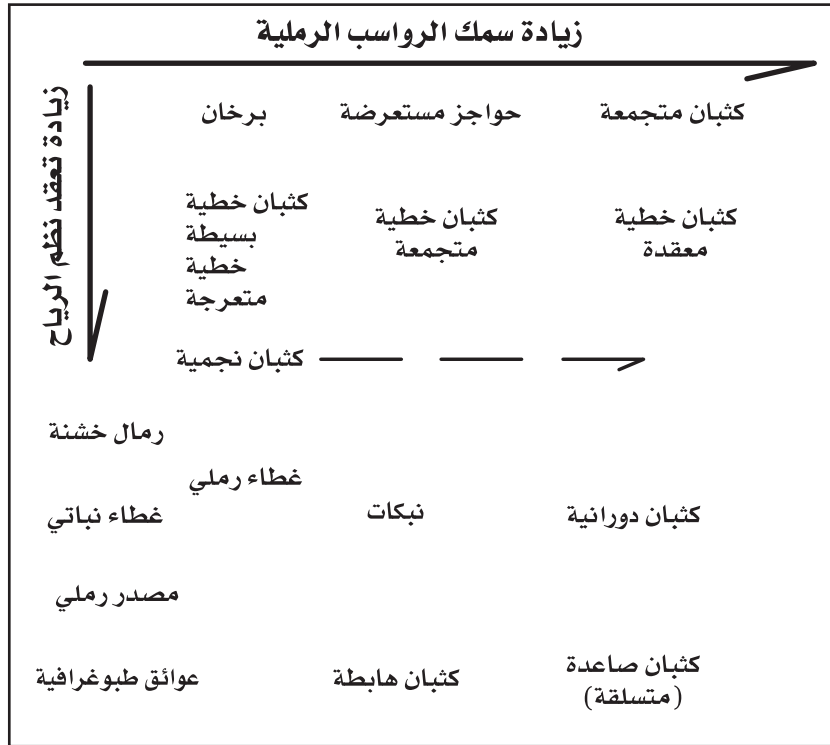 زيادة سمك الرواسب الرملية
زيادة تعقد نظم الرياح
برخان
حواجز مستعرضة
كثبان متجمعة
كثبان خطية
بسيطة
خطية
متعرجة
كثبان خطية
متجمعة
كثبان خطية
معقدة
كثبان نجمية
رمال خشنة
غطاء رملي
غطاء نباتي
نبكات
كثبان دورانية
مصدر رملي
عوائق طبوغرافية
كثبان هابطة
كثبان صاعدة
(متسلقة)